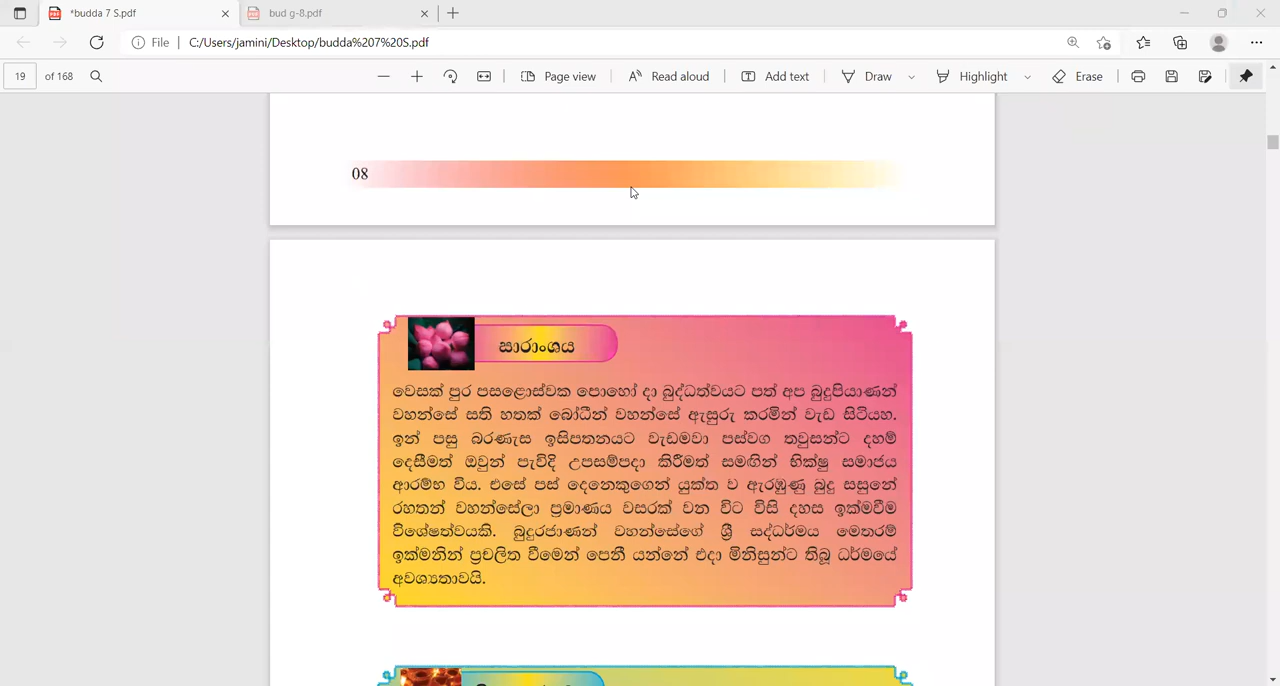 *budda 7 S.pdf
bud g-8.pdf
File
C:/Users/jamini/Desktop/budda%207%20S.pdf
19 of 168
Page view
Read aloud
Add text
Draw
Highlight
Erase
08
සාරාංශය
වෙසක් පුර පසළොස්වක පොහෝ දා බුද්ධත්වයට පත් අප බුදුපියාණන්
වහන්සේ සති හතක් බෝධීන් වහන්සේ ඇසුරු කරමින් වැඩ සිටියහ.
ඉන් පසු බරණැස ඉසිපතනයට වැඩමවා පස්වග තවුසන්ට දහම්
දෙසීමත් ඔවුන් පැවිදි උපසම්පදා කිරීමත් සමඟින් භික්ෂු සමාජය
ආරම්භ විය. එසේ පස් දෙනෙකුගෙන් යුක්ත ව ඇරඹුණු බුදු සසුනේ
රහතන් වහන්සේලා ප්‍රමාණය වසරක් වන විට විසි දහස ඉක්මවීම
විශේෂත්වයකි. බුදුරජාණන් වහන්සේගේ ශ්‍රී සද්ධර්මය මෙතරම්
ඉක්මනින් ප්‍රචලිත වීමෙන් පෙනී යන්නේ එදා මිනිසුන්ට තිබූ ධර්මයේ
අවශ්‍යතාවයි.